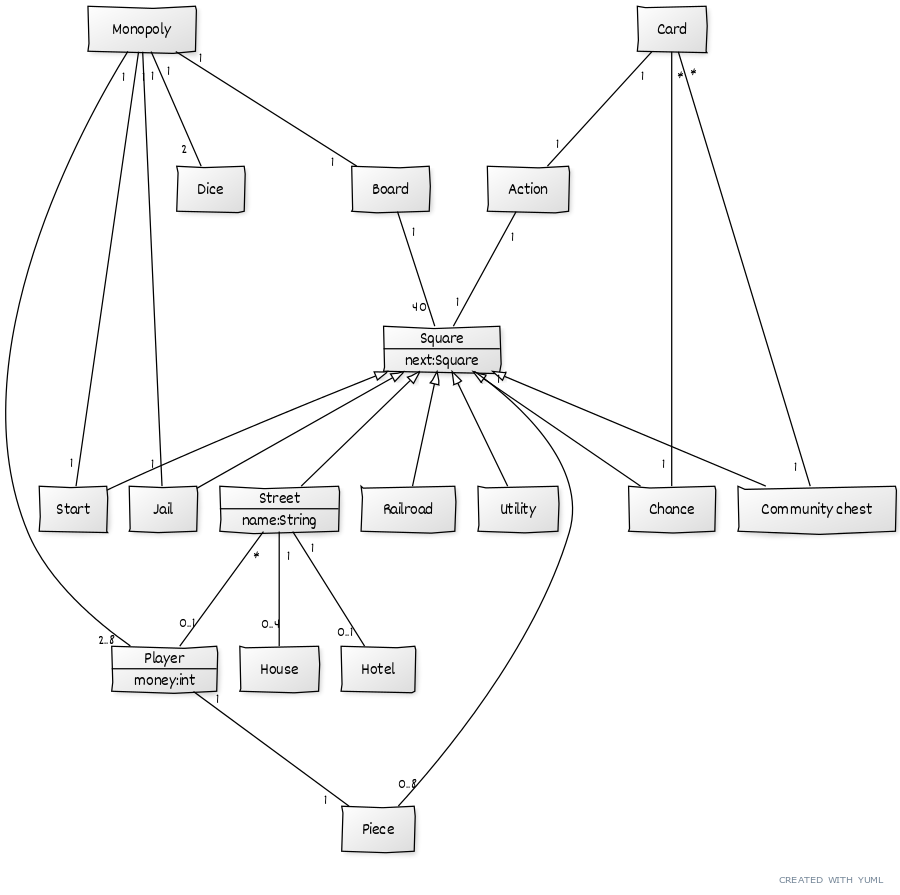 Monopoly
Card
1
1
1
1
1
1
* *
2
1
1
Dice
Board
Action
1
1
40
1
Square
next:Square
1
1
1
1
Start
Jail
Street
name:String
Railroad
Utility
Chance
Community chest
*
1
1
0..1
0..4
0..1
2..8
Player
money:int
House
Hotel
1
0..8
1
Piece
CREATED WITH YUML